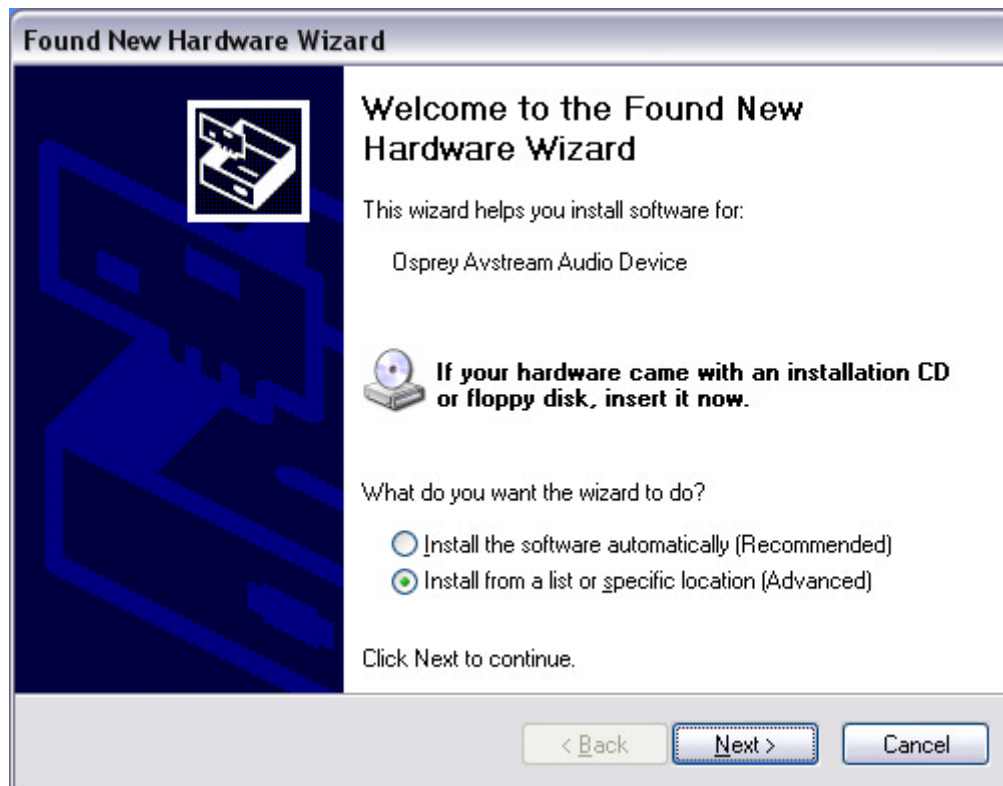 Found New Hardware Wizard
Welcome to the Found New
Hardware Wizard
This wizard helps you install software for:
Osprey Avstream Audio Device
If your hardware came with an installation CD
or floppy disk, insert it now.
What do you want the wizard to do?
Install the software automatically (Recommended)
Install from a list or specific location (Advanced)
Click Next to continue.
< Back Next > Cancel